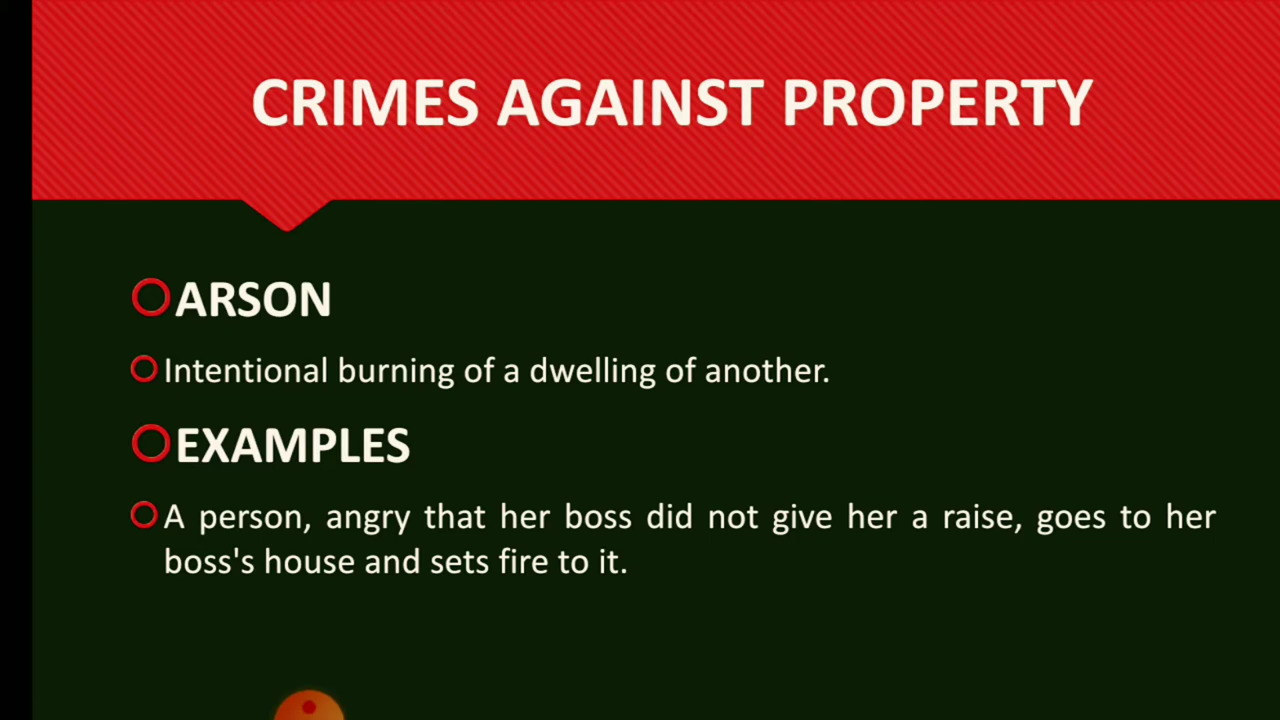 CRIMES AGAINST PROPERTY
ARSON
Intentional burning of a dwelling of another.
EXAMPLES
A person, angry that her boss did not give her a raise, goes to her
boss's house and sets fire to it.